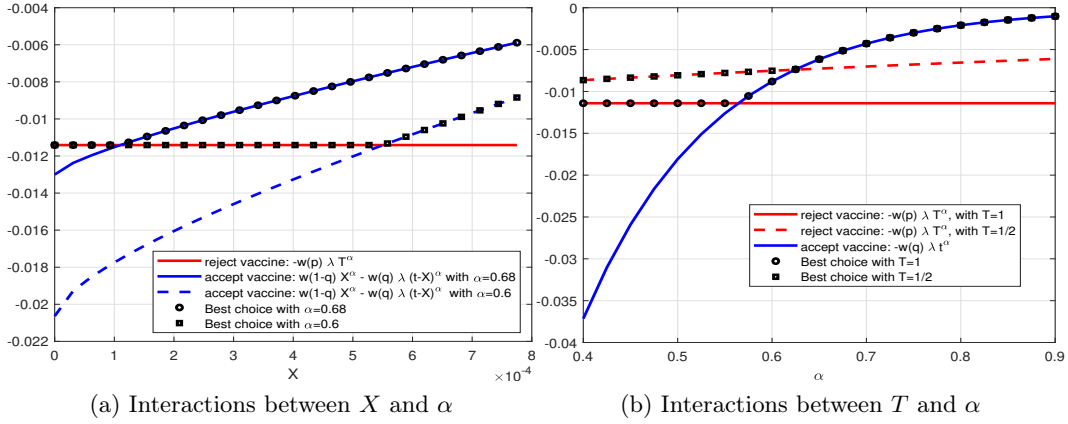 (a)
-0.004
-0.006
-0.008
-0.01
-0.012
-0.014
-0.016
-0.018
-0.02
-0.022
reject vaccine: -w(p) λ T^α
accept vaccine: w(1-q) X^α - w(q) λ (t-X)^α with α=0.68
accept vaccine: w(1-q) X^α - w(q) λ (t-X)^α with α=0.6
Best choice with α=0.68
Best choice with α=0.6
0 1 2 3 4 5 6 7 8
X
×10^-4
(a) Interactions between X and α
(b)
0
-0.005
-0.01
-0.015
-0.02
-0.025
-0.03
-0.035
-0.04
reject vaccine: -w(p) λ T^α, with T=1
reject vaccine: -w(p) λ T^α, with T=1/2
accept vaccine: -w(q) λ t^α
Best choice with T=1
Best choice with T=1/2
0.4 0.5 0.6 0.7 0.8 0.9
α
(b) Interactions between T and α